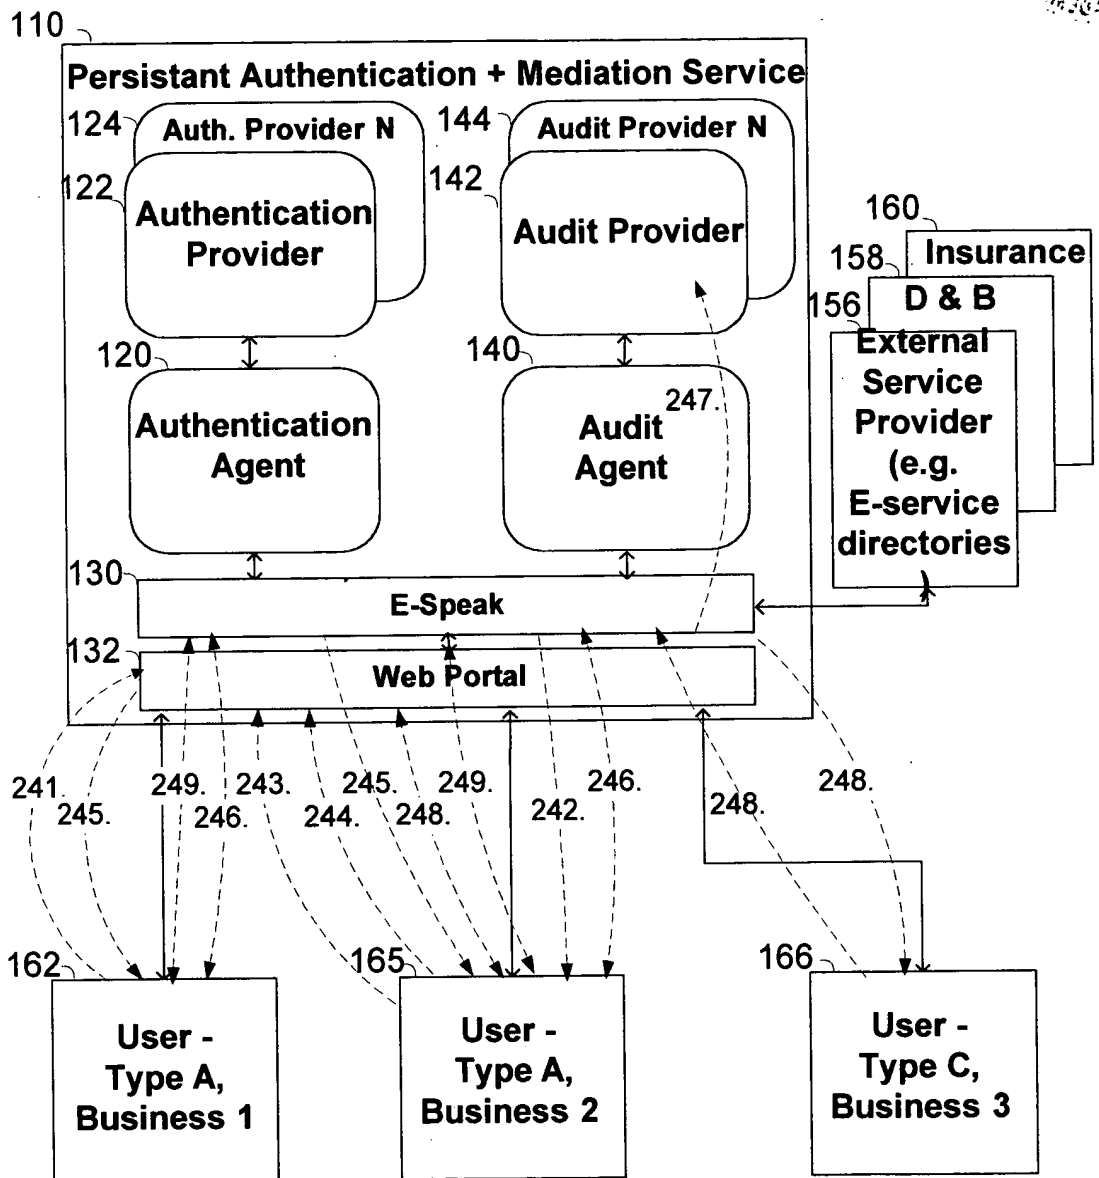 110
Persistant Authentication + Mediation Service
124
Auth. Provider N
144
Audit Provider N
122
Authentication
Provider
142
Audit Provider
160
Insurance
158
D & B
156
External
Service
Provider
(e.g.
E-service
directories
)
120
Authentication
Agent
140
Audit
Agent
247.
130
E-Speak
132
Web Portal
241.
245.
249.
246.
243.
244.
245.
248.
249.
242.
246.
248.
248.
162
User -
Type A,
Business 1
165
User -
Type A,
Business 2
166
User -
Type C,
Business 3